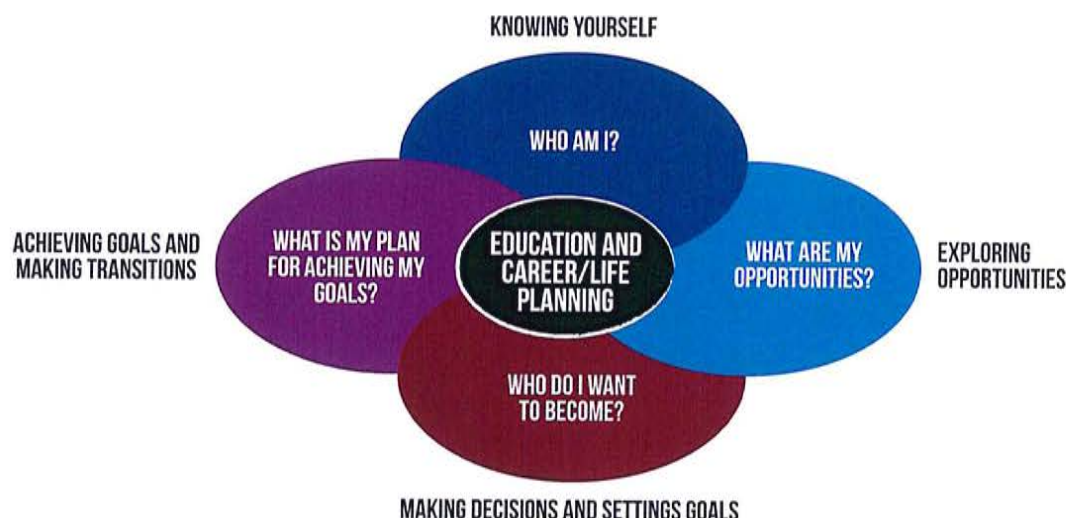 KNOWING YOURSELF
WHO AM I?
ACHIEVING GOALS AND
MAKING TRANSITIONS
WHAT IS MY PLAN
FOR ACHIEVING MY
GOALS?
EDUCATION AND
CAREER/LIFE
PLANNING
WHAT ARE MY
OPPORTUNITIES?
EXPLORING
OPPORTUNITIES
WHO DO I WANT
TO BECOME?
MAKING DECISIONS AND SETTINGS GOALS